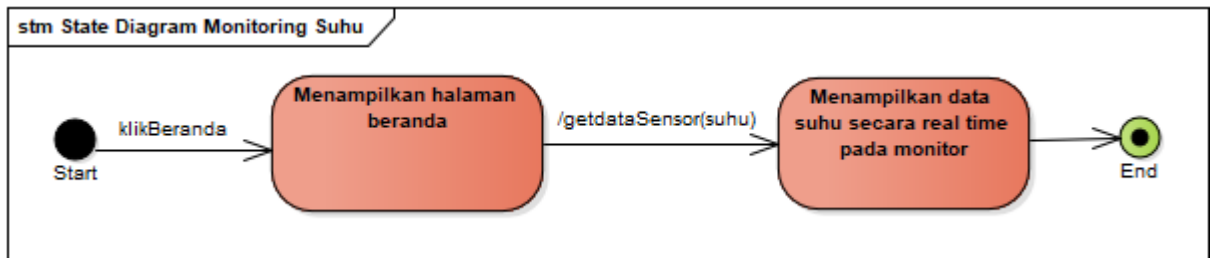 stm State Diagram Monitoring Suhu
klikBeranda
Start
Menampilkan halaman
beranda
/getdataSensor(suhu)
Menampilkan data
suhu secara real time
pada monitor
End